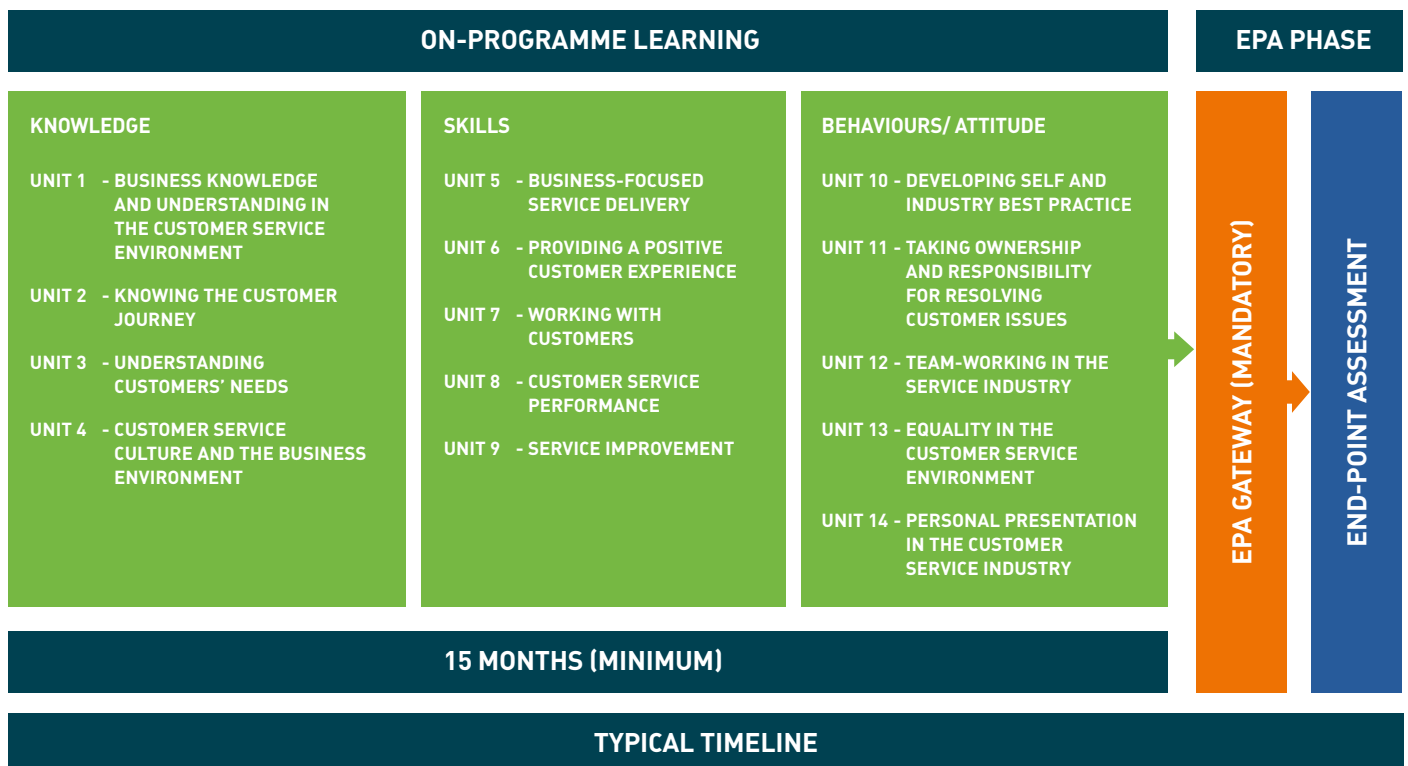 ON-PROGRAMME LEARNING
EPA PHASE
KNOWLEDGE
UNIT 1 - BUSINESS KNOWLEDGE
AND UNDERSTANDING IN
THE CUSTOMER SERVICE
ENVIRONMENT
UNIT 2 - KNOWING THE CUSTOMER
JOURNEY
UNIT 3 - UNDERSTANDING
CUSTOMERS’ NEEDS
UNIT 4 - CUSTOMER SERVICE
CULTURE AND THE BUSINESS
ENVIRONMENT
SKILLS
UNIT 5 - BUSINESS-FOCUSED
SERVICE DELIVERY
UNIT 6 - PROVIDING A POSITIVE
CUSTOMER EXPERIENCE
UNIT 7 - WORKING WITH
CUSTOMERS
UNIT 8 - CUSTOMER SERVICE
PERFORMANCE
UNIT 9 - SERVICE IMPROVEMENT
BEHAVIOURS/ ATTITUDE
UNIT 10 - DEVELOPING SELF AND
INDUSTRY BEST PRACTICE
UNIT 11 - TAKING OWNERSHIP
AND RESPONSIBILITY
FOR RESOLVING
CUSTOMER ISSUES
UNIT 12 - TEAM-WORKING IN THE
SERVICE INDUSTRY
UNIT 13 - EQUALITY IN THE
CUSTOMER SERVICE
ENVIRONMENT
UNIT 14 - PERSONAL PRESENTATION
IN THE CUSTOMER
SERVICE INDUSTRY
EPA GATEWAY (MANDATORY)
END-POINT ASSESSMENT
15 MONTHS (MINIMUM)
TYPICAL TIMELINE